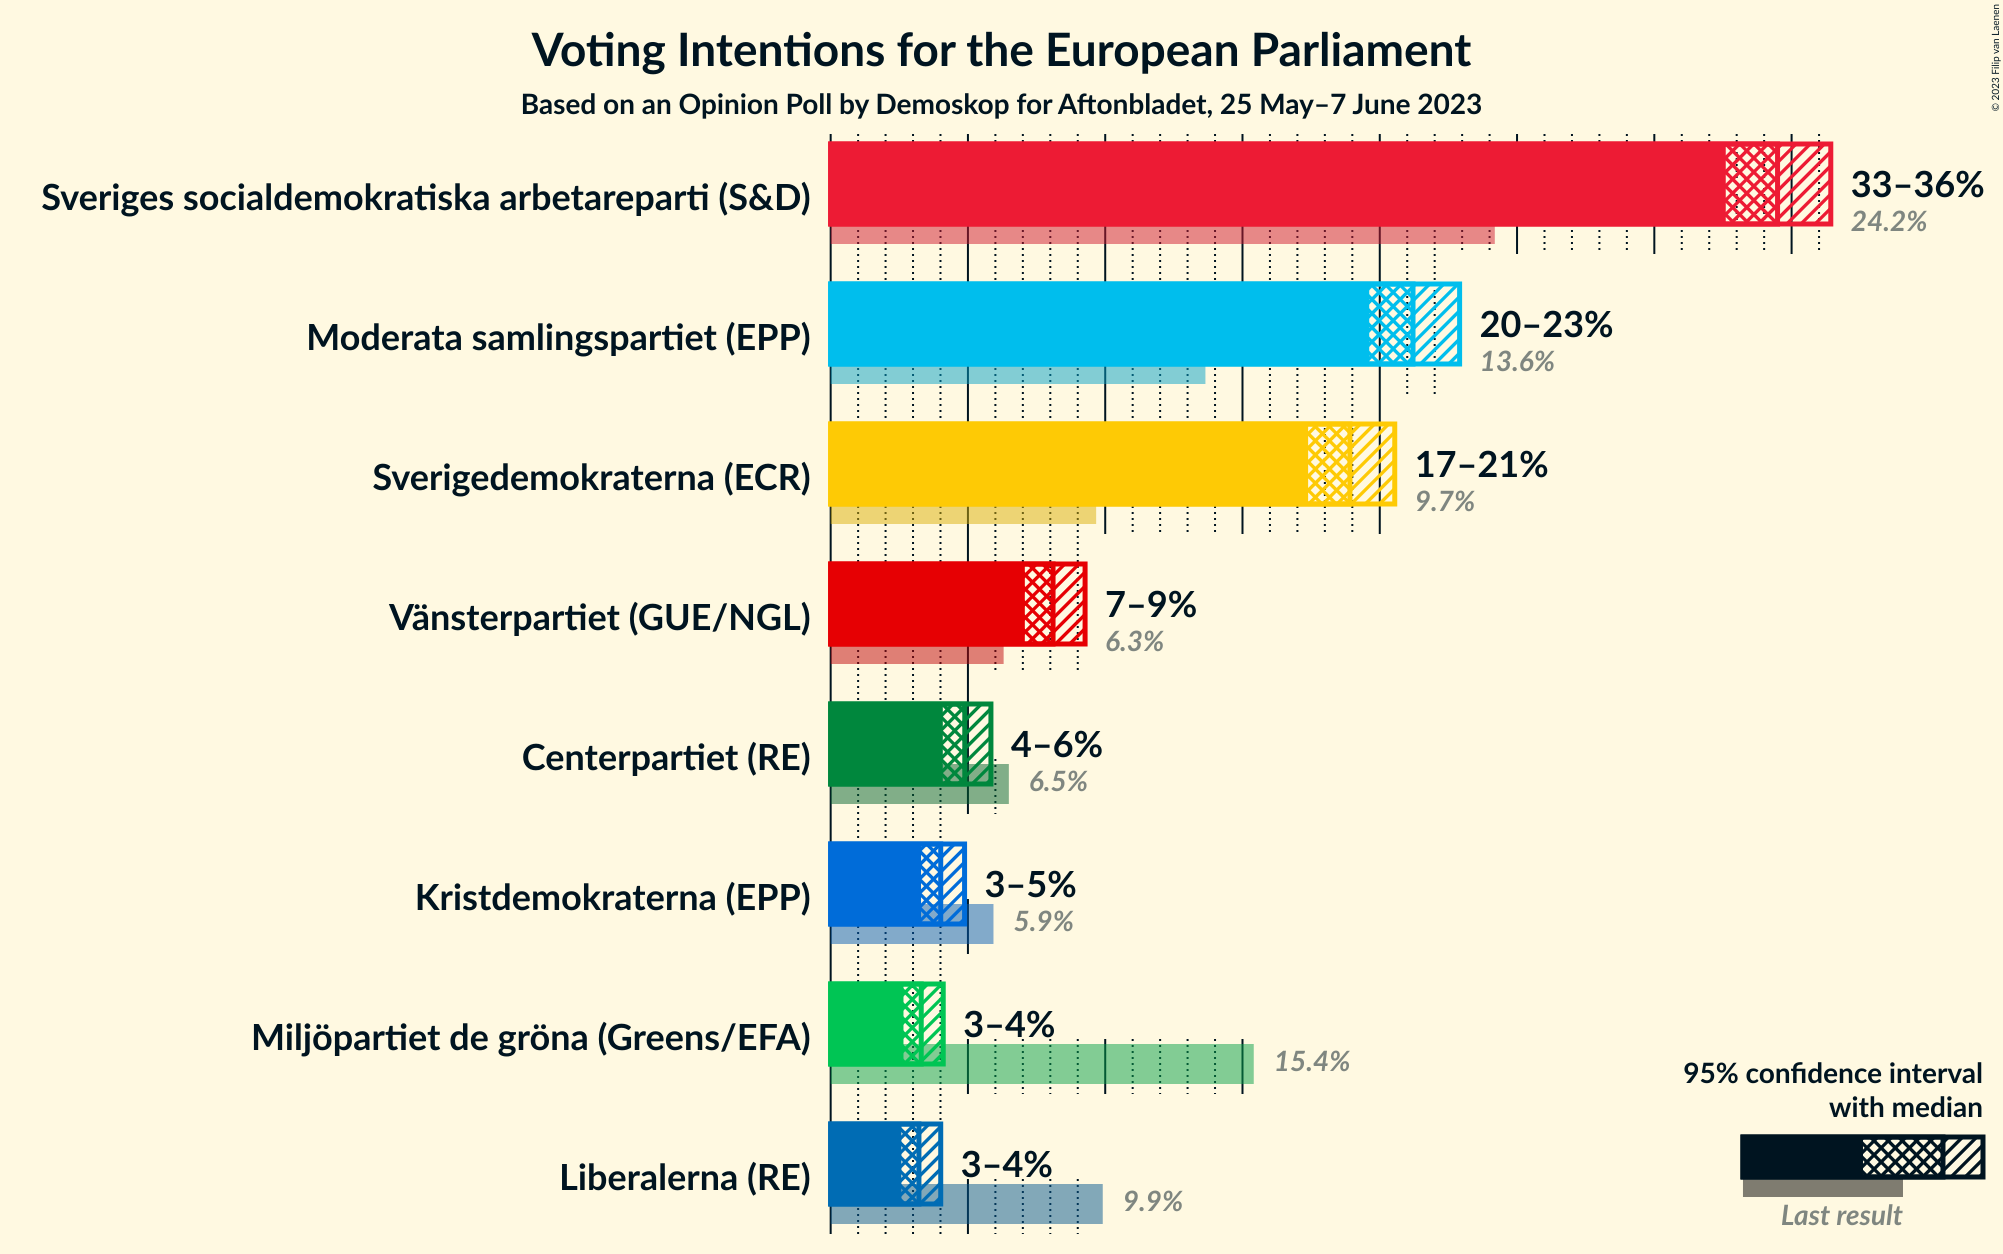 Voting Intentions for the European Parliament
Based on an Opinion Poll by Demoskop for Aftonbladet, 25 May–7 June 2023
© 2023 Filip van Laenen
Sveriges socialdemokratiska arbetareparti (S&D)
33–36%
24.2%
Moderata samlingspartiet (EPP)
20–23%
13.6%
Sverigedemokraterna (ECR)
17–21%
9.7%
Vänsterpartiet (GUE/NGL)
7–9%
6.3%
Centerpartiet (RE)
4–6%
6.5%
Kristdemokraterna (EPP)
3–5%
5.9%
Miljöpartiet de gröna (Greens/EFA)
3–4%
15.4%
Liberalerna (RE)
3–4%
9.9%
95% confidence interval
with median
Last result